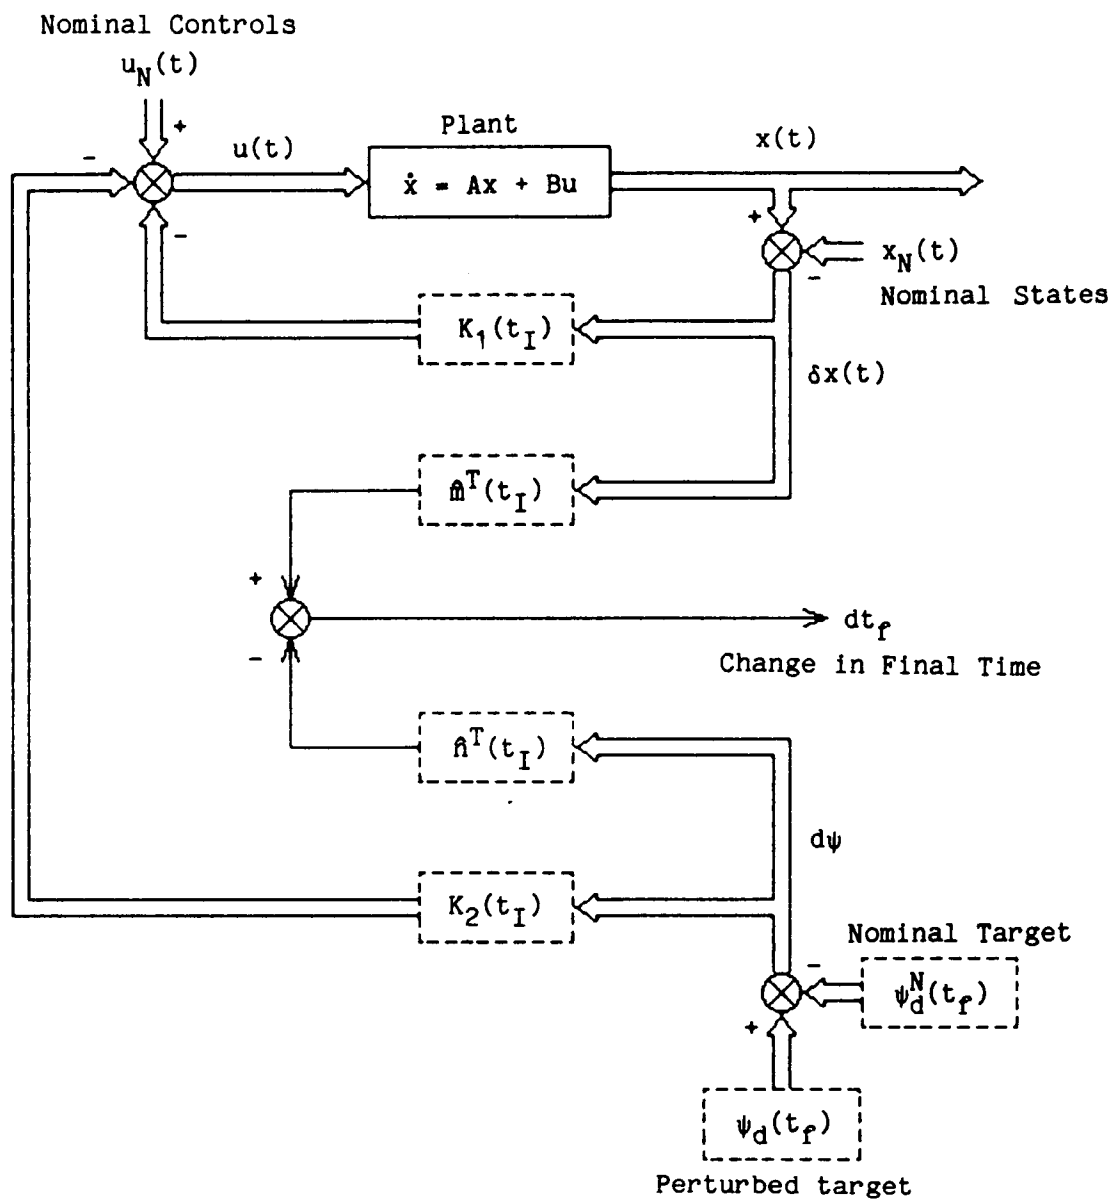 Nominal Controls
u_N(t)
+
-
u(t)
Plant
ẋ = Ax + Bu
x(t)
-
+
x_N(t)
-
Nominal States
K_1(t_I)
δx(t)
m̂^T(t_I)
+
-
dt_f
Change in Final Time
n̂^T(t_I)
dψ
K_2(t_I)
Nominal Target
-
ψ_d^N(t_f)
+
ψ_d(t_f)
Perturbed target